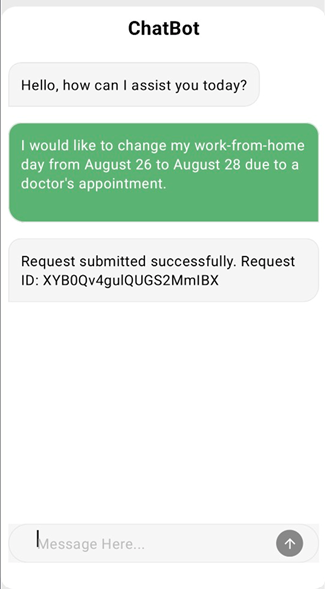 ChatBot
Hello, how can I assist you today?
I would like to change my work-from-home
day from August 26 to August 28 due to a
doctor's appointment.
Request submitted successfully. Request
ID: XYB0Qv4gulQUGS2MmIBX
Message Here...